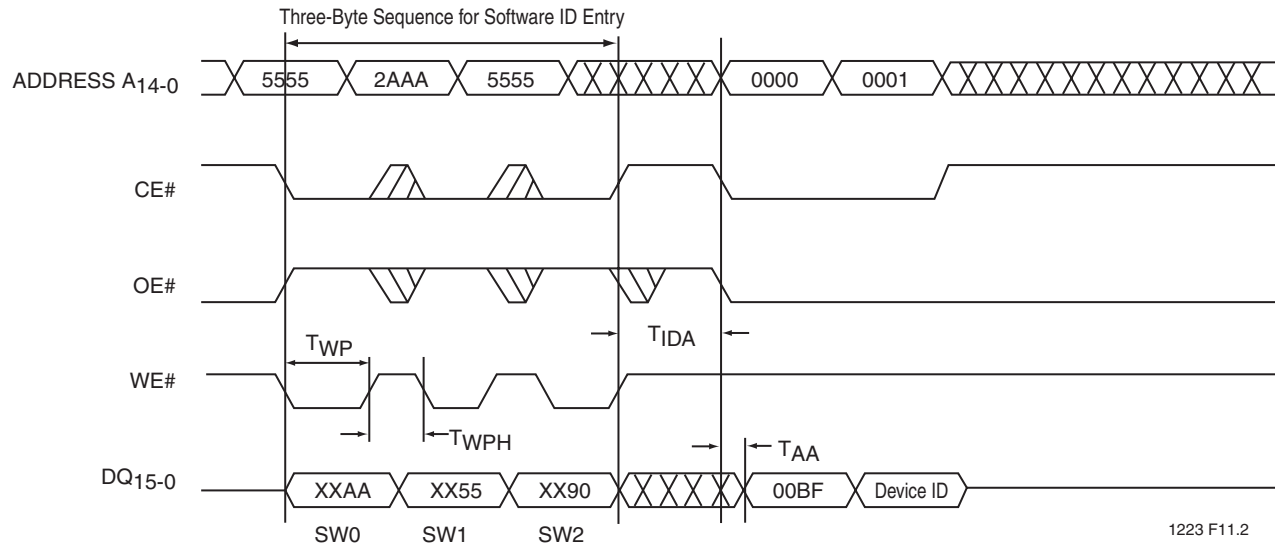 Three-Byte Sequence for Software ID Entry
ADDRESS A14-0
5555 2AAA 5555 0000 0001
CE#
OE#
TIDA
TWP
WE#
TWPH
TAA
DQ15-0
XXAA XX55 XX90 00BF Device ID
SW0 SW1 SW2
1223 F11.2